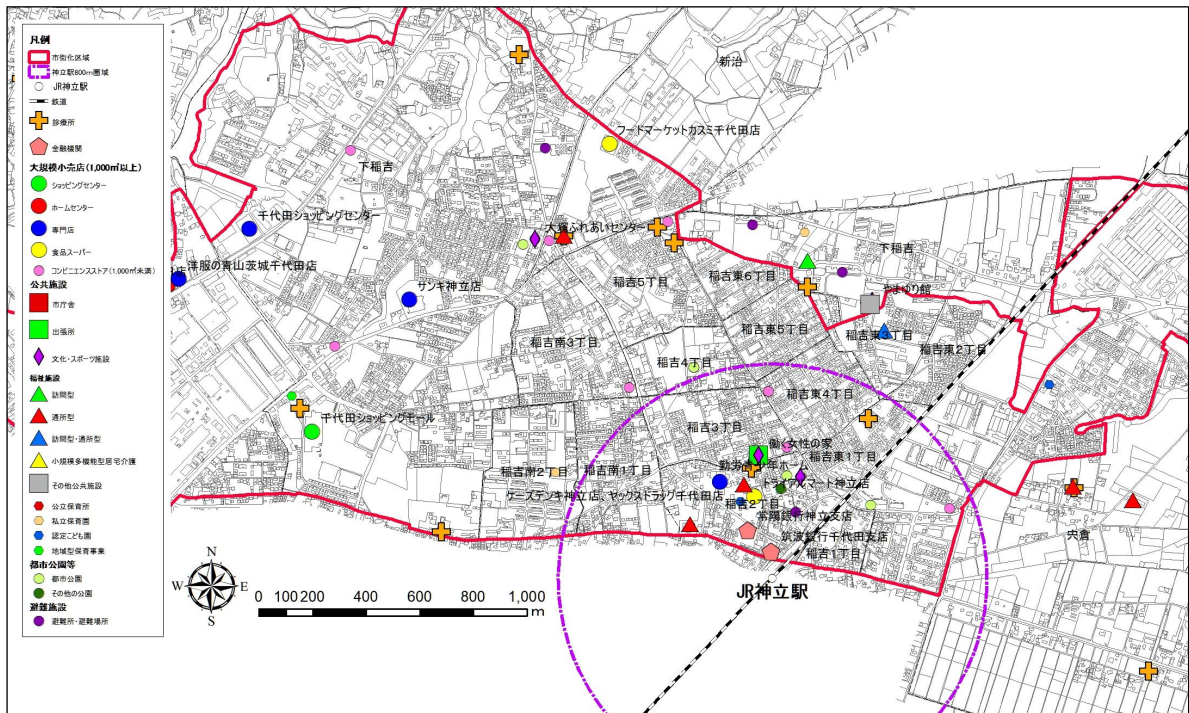 凡例
市街化区域
神立駅800m圏域
JR神立駅
鉄道
診療所
金融機関
大規模小売店(1,000㎡以上)
ショッピングセンター
ホームセンター
専門店
食品スーパー
コンビニエンスストア(1,000㎡未満)
公共施設
市庁舎
出張所
文化・スポーツ施設
福祉施設
訪問型
通所型
訪問型・通所型
小規模多機能型居宅介護
その他公共施設
公立保育所
私立保育園
認定こども園
地域型保育事業
都市公園等
都市公園
その他の公園
避難施設
避難所・避難場所
新治
フードマーケットカスミ千代田店
下稲吉
千代田ショッピングセンター
大塚ふれあいセンター
下稲吉
洋服の青山茨城千代田店
稲吉5丁目
稲吉東6丁目
サンキ神立店
やまゆり館
稲吉東5丁目
稲吉東3丁目
稲吉南3丁目
稲吉東2丁目
稲吉4丁目
稲吉東4丁目
千代田ショッピングモール
稲吉3丁目
働く女性の家
稲吉東1丁目
稲吉南2丁目
稲吉南1丁目
トライアルマート神立店
ケーズデンキ神立店、ヤックスドラッグ千代田店
稲吉2丁目
常陽銀行神立支店
筑波銀行千代田支店
稲吉1丁目
宍倉
JR神立駅
N
W
E
S
0 100 200 400 600 800 1,000
m